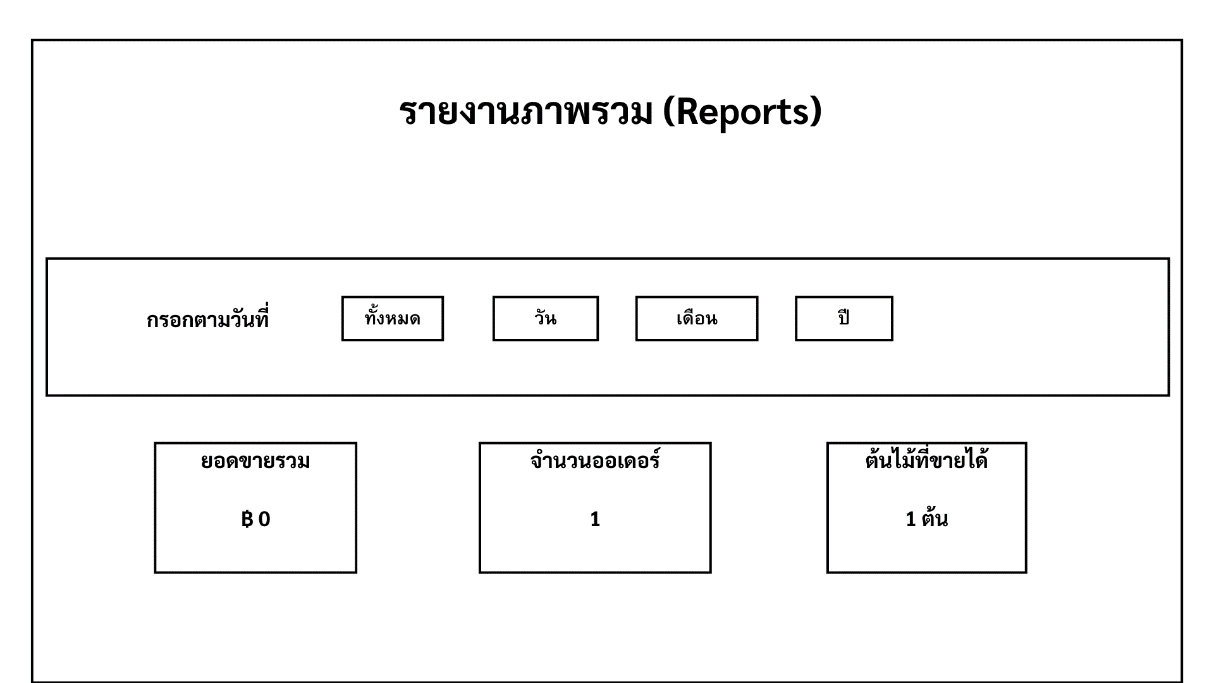 รายงานภาพรวม (Reports)
กรอกตามวันที่ ทั้งหมด วัน เดือน ปี
ยอดขายรวม จำนวนออเดอร์ ต้นไม้ที่ขายได้
฿ 0 1 1 ต้น